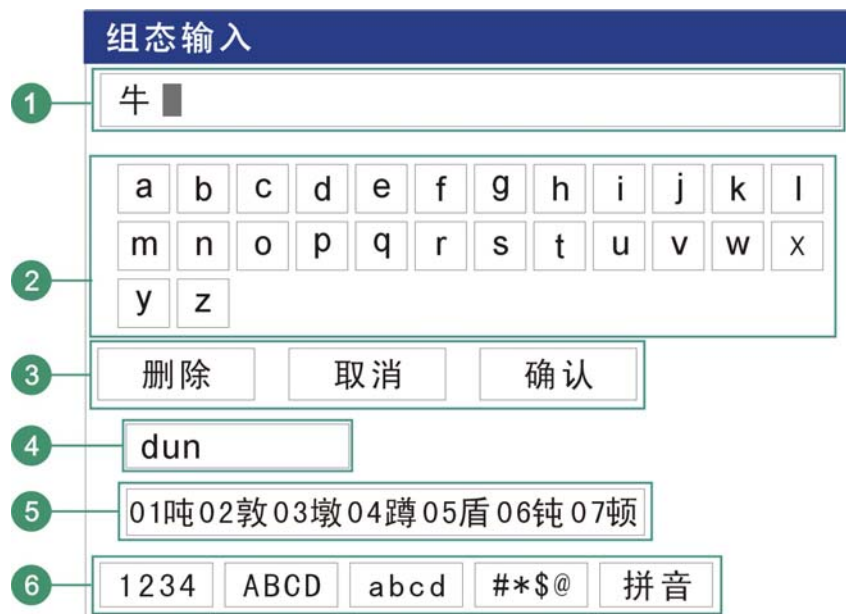 组态输入
1 牛
a b c d e f g h i j k l
2 m n o p q r s t u v w x
y z
3 删除 取消 确认
4 dun
5 01吨02敦03墩04蹲05盾06钝07顿
6 1234 ABCD abcd #*$@ 拼音